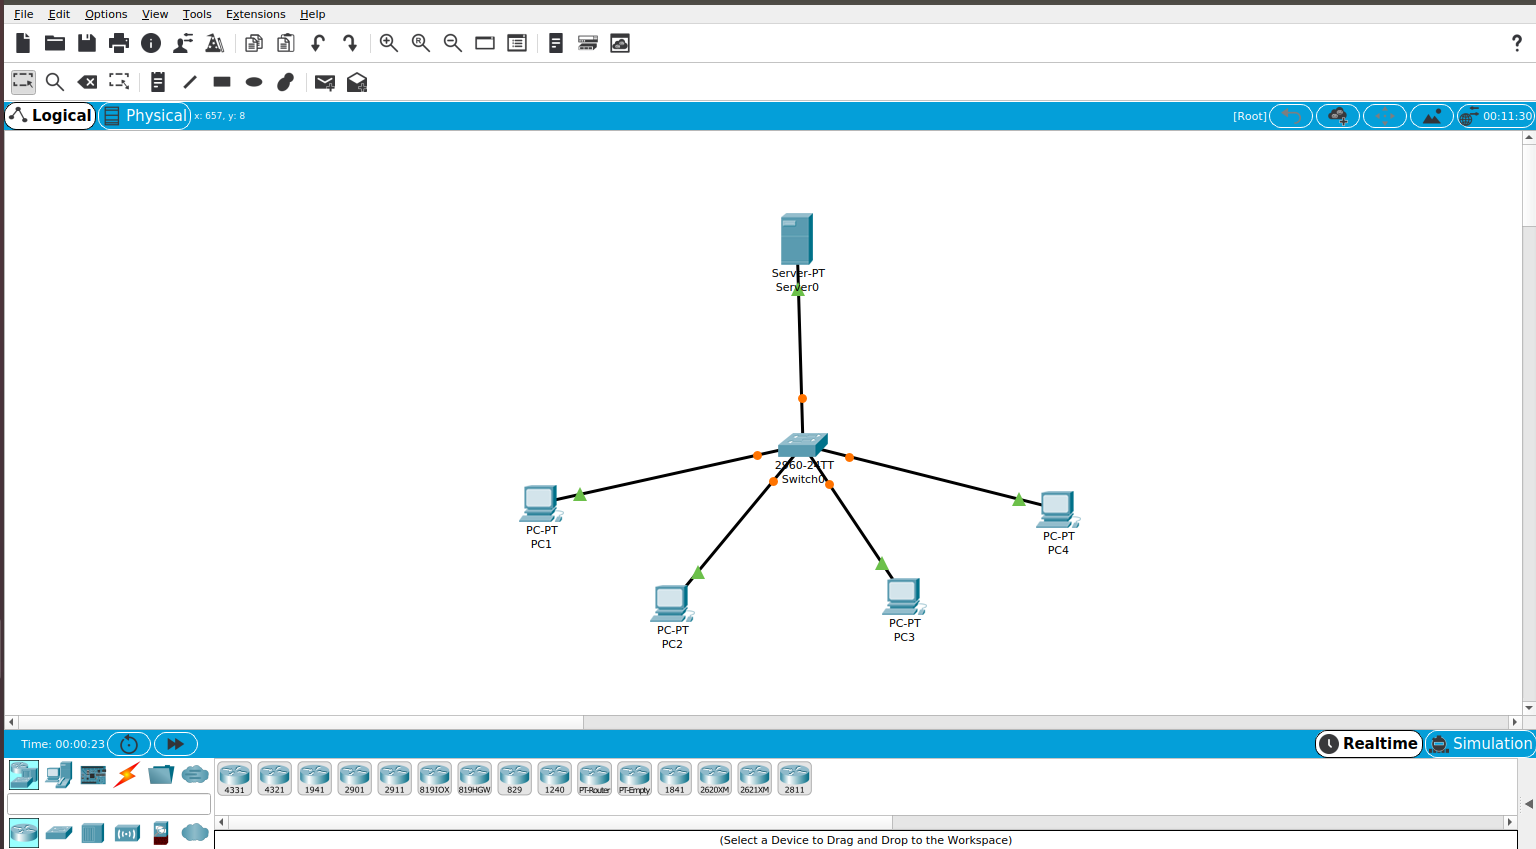 File Edit Options View Tools Extensions Help
?
Logical Physical x: 657, y: 8 [Root] 00:11:30
Server-PT
Server0
2960-24TT
Switch0
PC-PT
PC1
PC-PT
PC4
PC-PT
PC3
PC-PT
PC2
Time: 00:00:23 Realtime Simulation
4331 4321 1941 2901 2911 819IOX 819HGW 829 1240 PT-Router PT-Empty 1841 2620XM 2621XM 2811
(Select a Device to Drag and Drop to the Workspace)